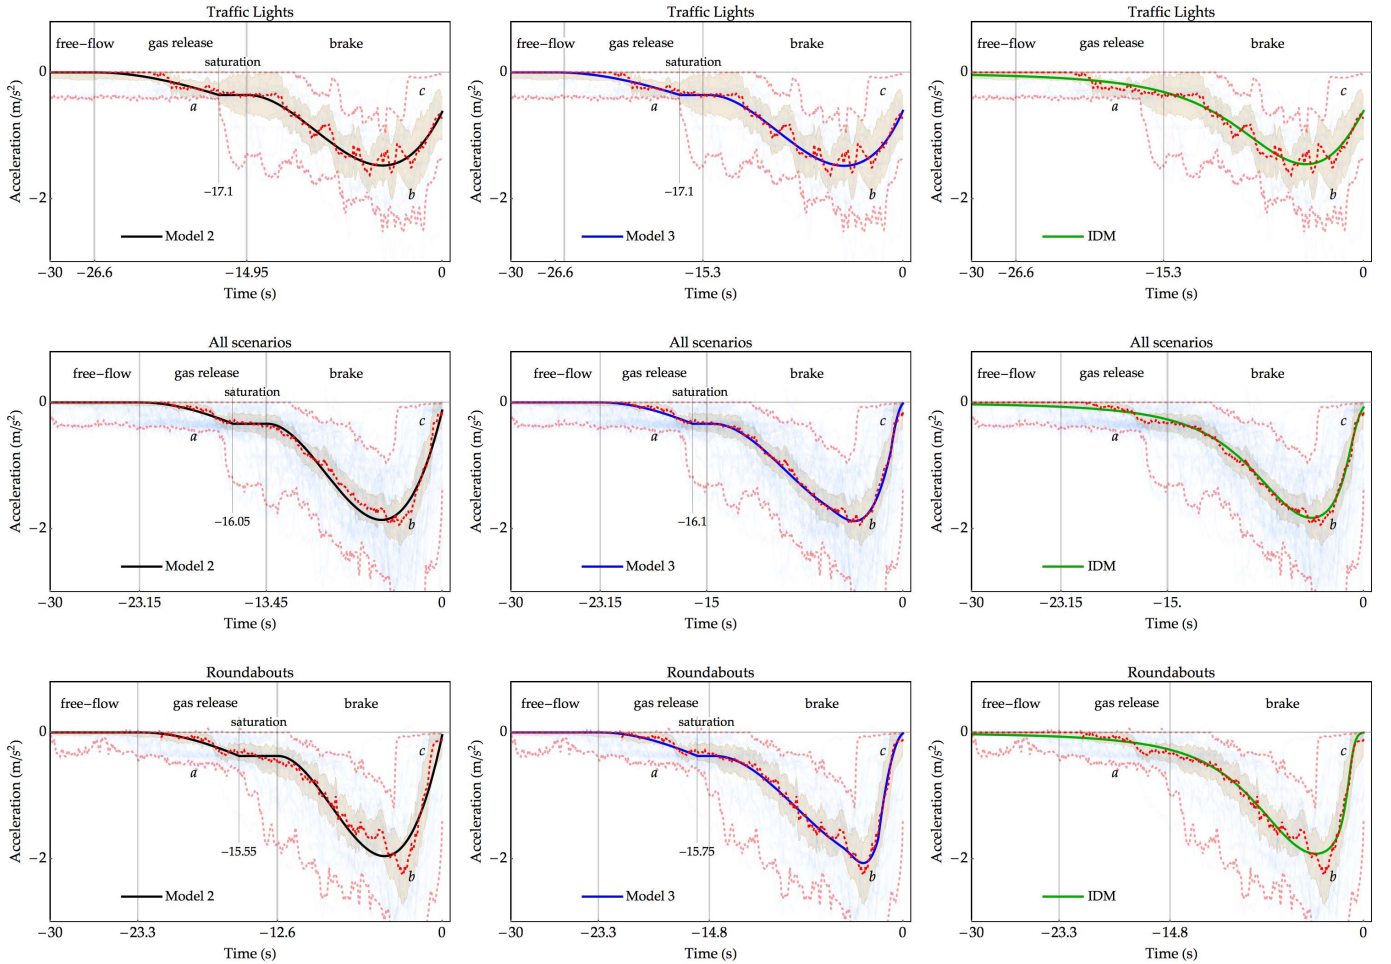 Traffic Lights
free−flow
gas release
brake
saturation
0
a
c
−17.1
b
−2
Model 2
Acceleration (m/s²)
−30
−26.6
−14.95
0
Time (s)
Traffic Lights
free−flow
gas release
brake
saturation
0
a
c
−17.1
b
−2
Model 3
Acceleration (m/s²)
−30
−26.6
−15.3
0
Time (s)
Traffic Lights
free−flow
gas release
brake
0
a
c
b
−2
IDM
Acceleration (m/s²)
−30
−26.6
−15.3
0
Time (s)
All scenarios
free−flow
gas release
brake
saturation
0
a
c
−16.05
b
−2
Model 2
Acceleration (m/s²)
−30
−23.15
−13.45
0
Time (s)
All scenarios
free−flow
gas release
brake
saturation
0
a
c
−16.1
b
−2
Model 3
Acceleration (m/s²)
−30
−23.15
−15
0
Time (s)
All scenarios
free−flow
gas release
brake
0
a
c
b
−2
IDM
Acceleration (m/s²)
−30
−23.15
−15.
0
Time (s)
Roundabouts
free−flow
gas release
brake
saturation
0
a
c
−15.55
b
−2
Model 2
Acceleration (m/s²)
−30
−23.3
−12.6
0
Time (s)
Roundabouts
free−flow
gas release
brake
saturation
0
a
c
−15.75
b
−2
Model 3
Acceleration (m/s²)
−30
−23.3
−14.8
0
Time (s)
Roundabouts
free−flow
gas release
brake
0
a
c
b
−2
IDM
Acceleration (m/s²)
−30
−23.3
−14.8
0
Time (s)